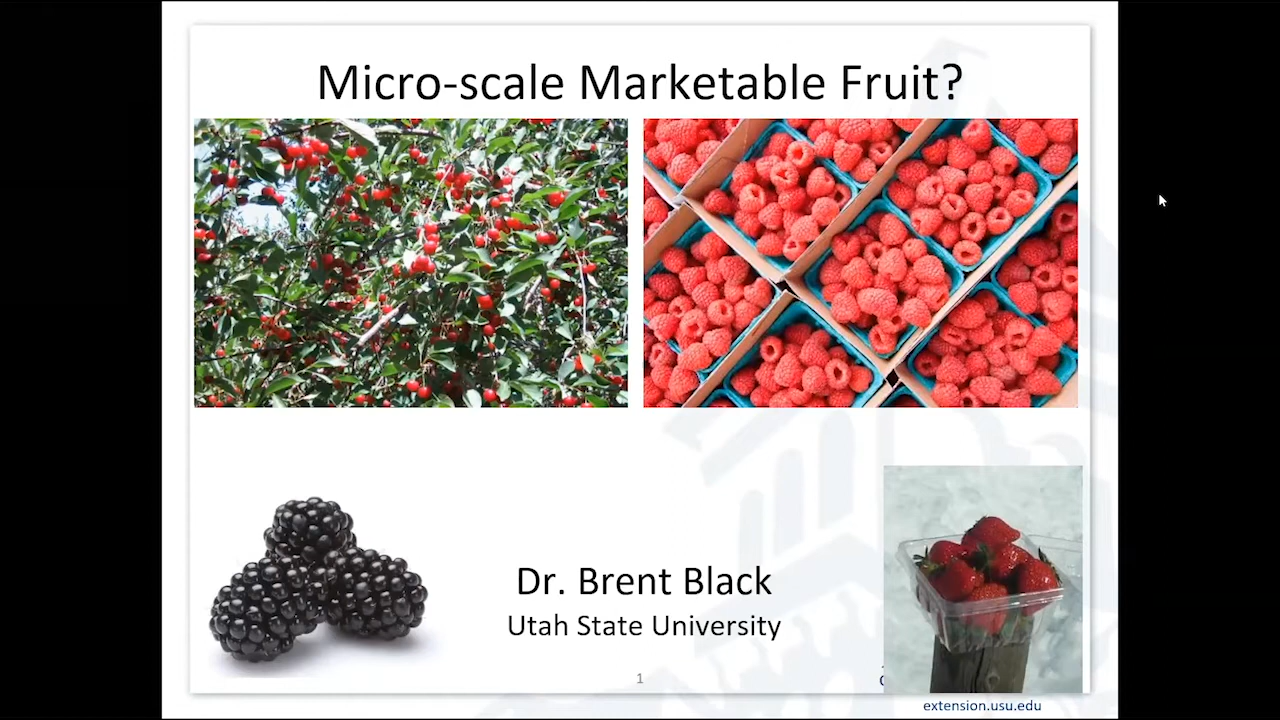 Micro-scale Marketable Fruit?
Dr. Brent Black
Utah State University
1
extension.usu.edu